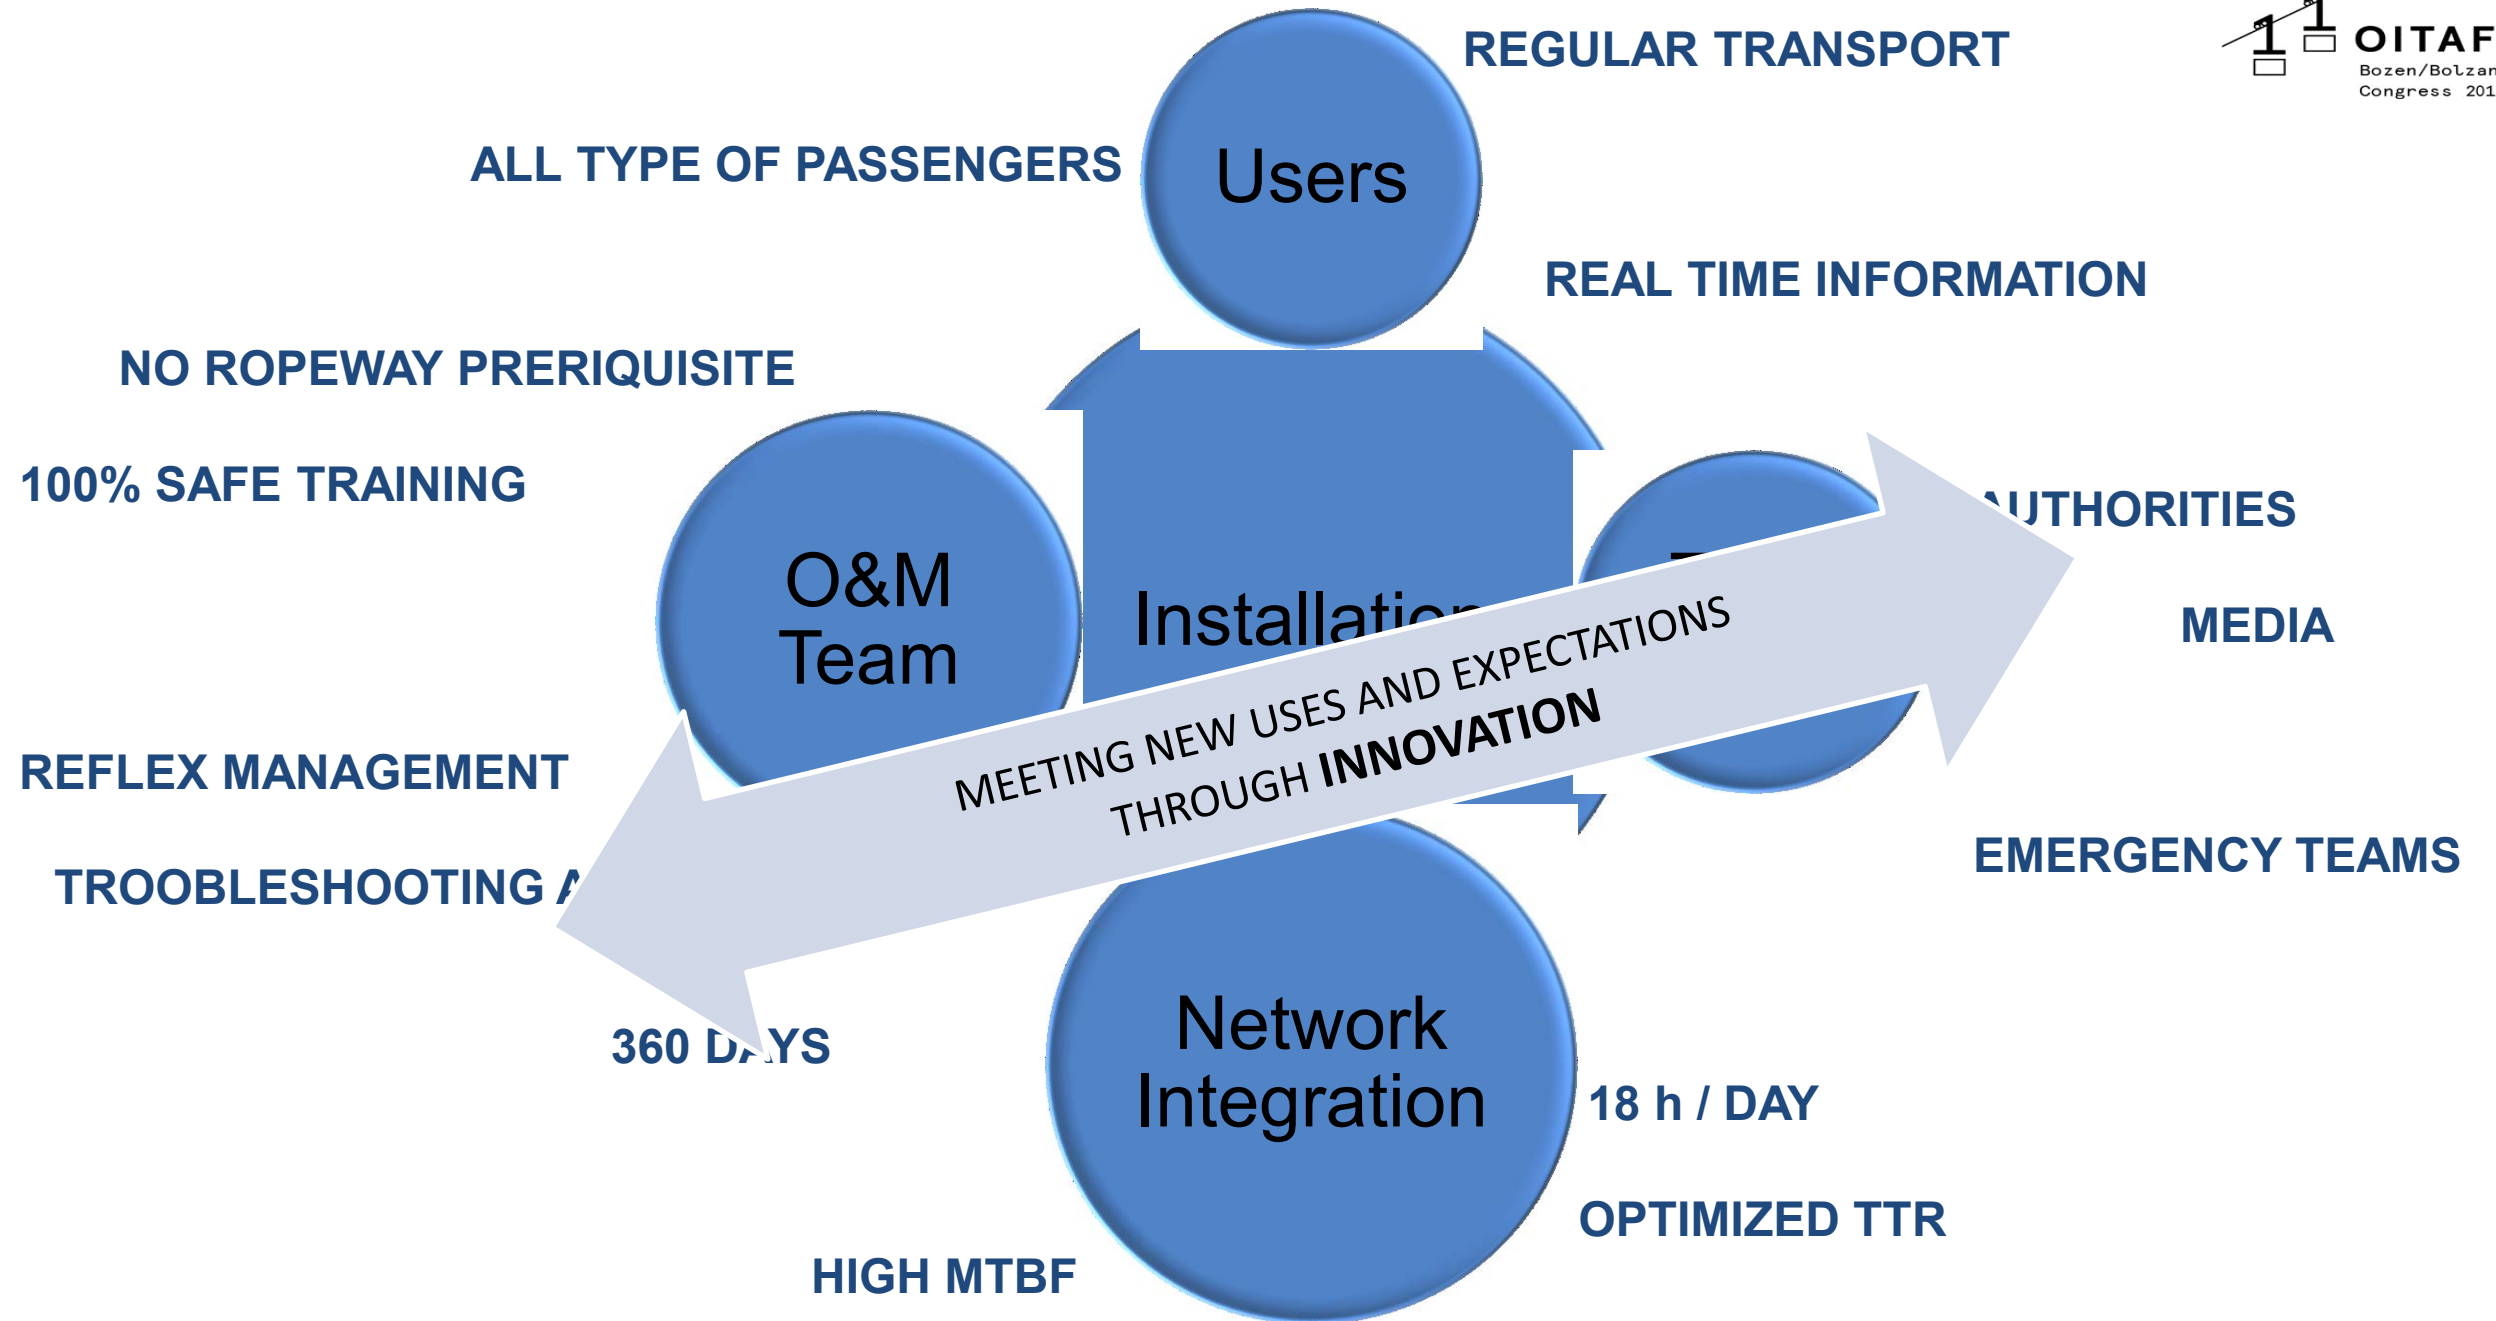 REGULAR TRANSPORT
OITAF
Bozen/Bolzan
Congress 201
ALL TYPE OF PASSENGERS
Users
REAL TIME INFORMATION
NO ROPEWAY PRERIQUISITE
100% SAFE TRAINING
AUTHORITIES
O&M
Team
Installation
MEDIA
MEETING NEW USES AND EXPECTATIONS
THROUGH INNOVATION
REFLEX MANAGEMENT
EMERGENCY TEAMS
TROOBLESHOOTING
360 DAYS
Network
Integration
18 h / DAY
OPTIMIZED TTR
HIGH MTBF